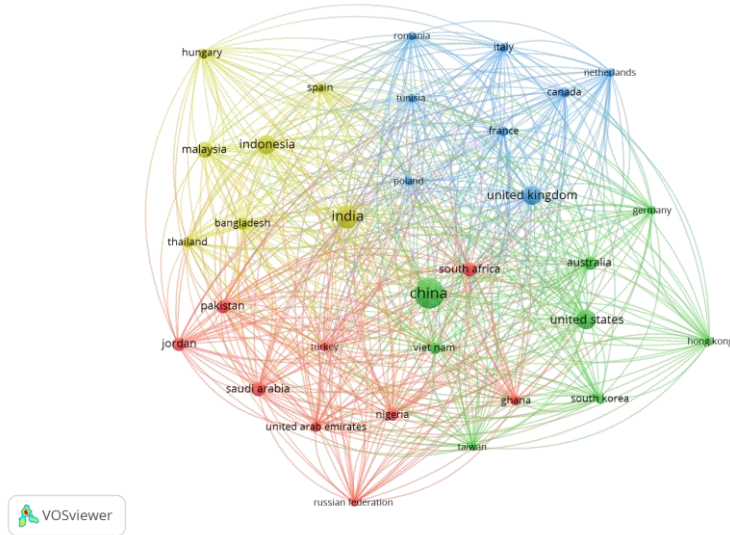 romania
italy
hungary
netherlands
spain
canada
tunisia
france
indonesia
malaysia
poland
united kingdom
germany
india
bangladesh
thailand
australia
south africa
china
pakistan
united states
hong kong
jordan
turkey
viet nam
saudi arabia
south korea
ghana
nigeria
united arab emirates
taiwan
russian federation
VOSviewer